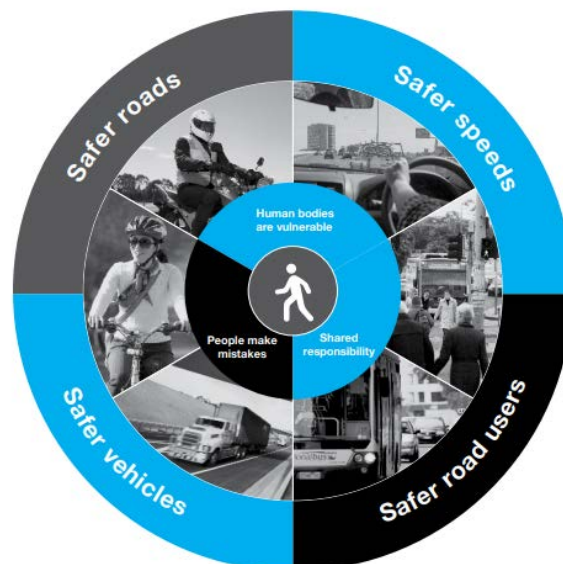 Safer roads
Safer speeds
Human bodies
are vulnerable
People make
mistakes
Shared
responsibility
Safer vehicles
Safer road users